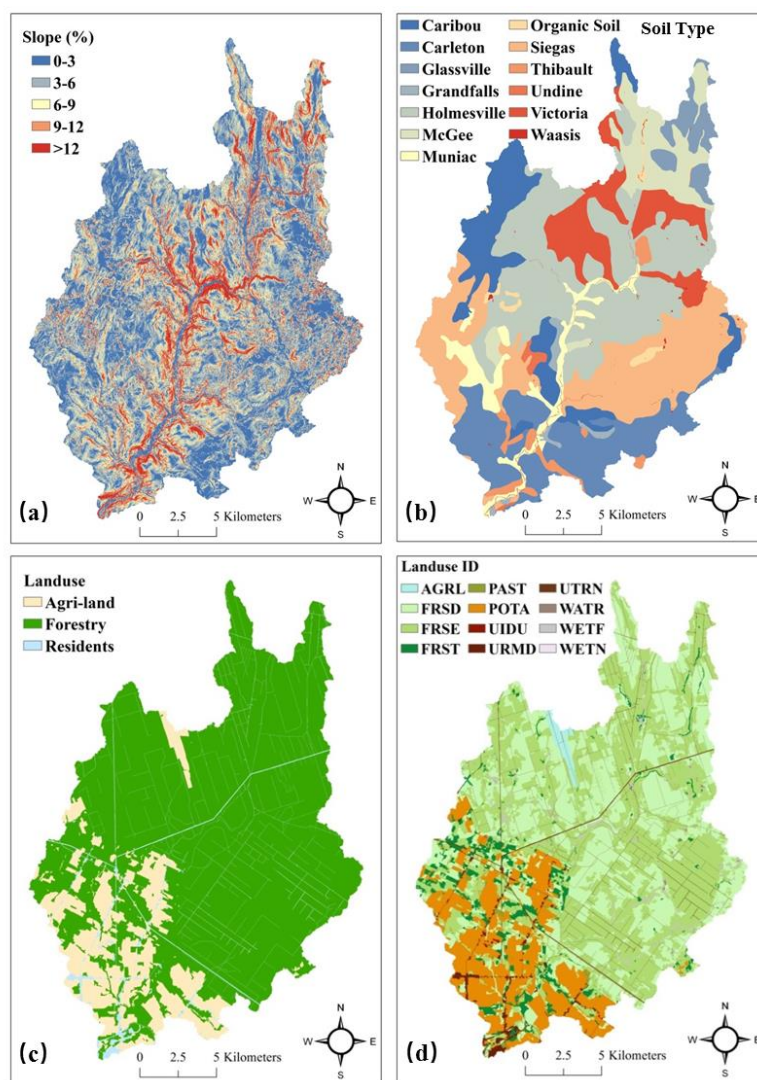 Slope (%)
0-3
3-6
6-9
9-12
>12
N
W E
S
(a)
0 2.5 5 Kilometers
Soil Type
Caribou
Carleton
Glassville
Grandfalls
Holmesville
McGee
Muniac
Organic Soil
Siegas
Thibault
Undine
Victoria
Waasis
N
W E
S
(b)
0 2.5 5 Kilometers
Landuse
Agri-land
Forestry
Residents
N
W E
S
(c)
0 2.5 5 Kilometers
Landuse ID
AGRL PAST UTRN
FRSD POTA WATR
FRSE UIDU WETF
FRST URMD WETN
N
W E
S
(d)
0 2.5 5 Kilometers